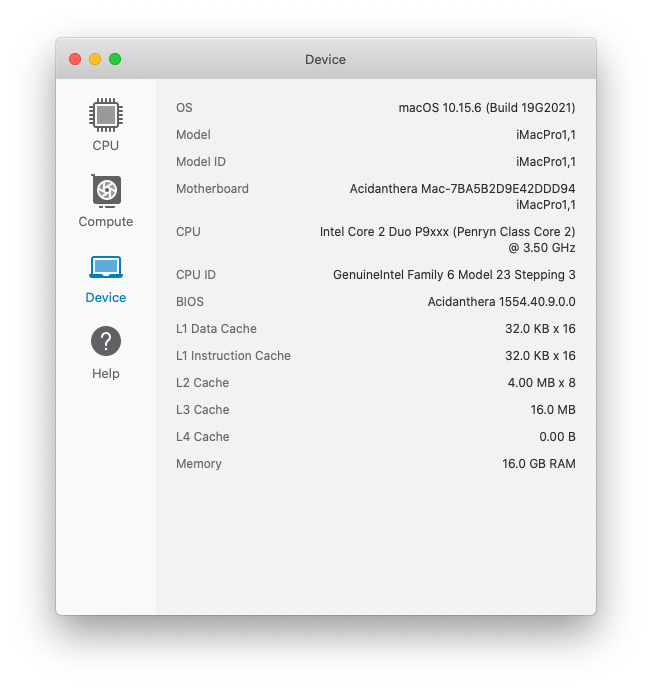 Device
CPU
Compute
Device
Help
OS macOS 10.15.6 (Build 19G2021)
Model iMacPro1,1
Model ID iMacPro1,1
Motherboard Acidanthera Mac-7BA5B2D9E42DDD94
iMacPro1,1
CPU Intel Core 2 Duo P9xxx (Penryn Class Core 2)
@ 3.50 GHz
CPU ID GenuineIntel Family 6 Model 23 Stepping 3
BIOS Acidanthera 1554.40.9.0.0
L1 Data Cache 32.0 KB x 16
L1 Instruction Cache 32.0 KB x 16
L2 Cache 4.00 MB x 8
L3 Cache 16.0 MB
L4 Cache 0.00 B
Memory 16.0 GB RAM